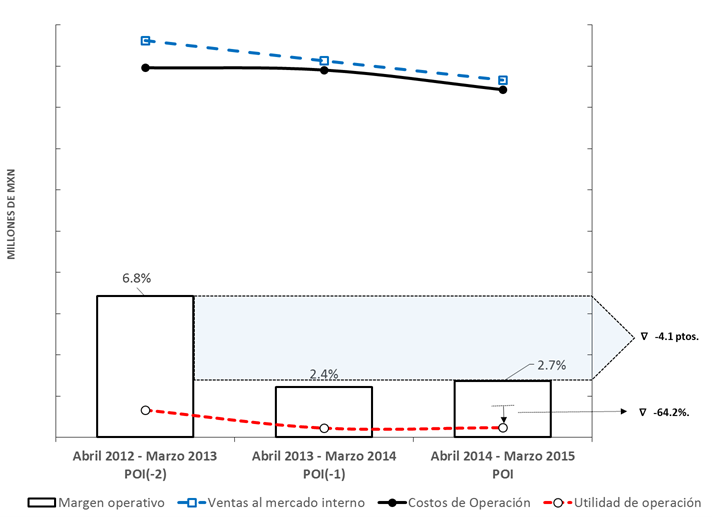 MILLONES DE MXN
6.8%
2.4%
2.7%
∇ -4.1 ptos.
∇ -64.2%.
Abril 2012 - Marzo 2013
POI(-2)
Abril 2013 - Marzo 2014
POI(-1)
Abril 2014 - Marzo 2015
POI
Margen operativo
Ventas al mercado interno
Costos de Operación
Utilidad de operación